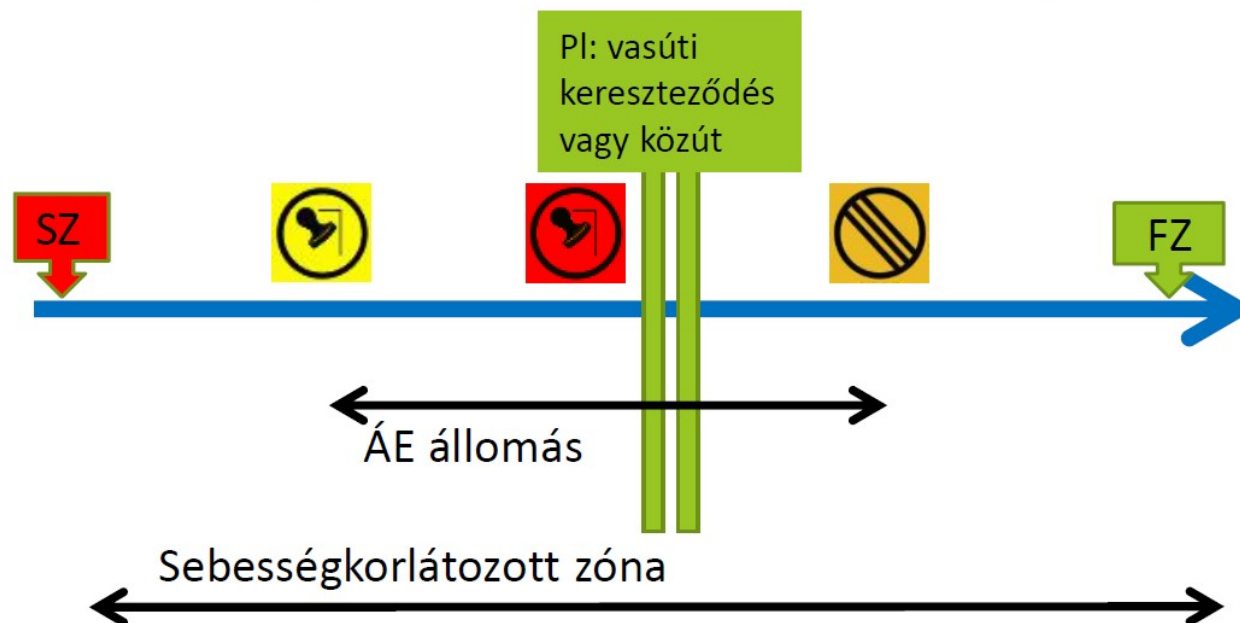 Pl: vasúti
kereszteződés
vagy közút
SZ
FZ
ÁE állomás
Sebességkorlátozott zóna